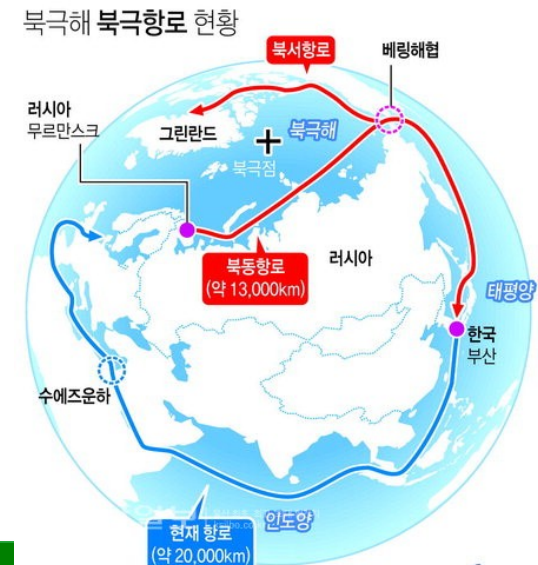 북극해 북극항로 현황
북서항로
베링해협
러시아
무르만스크
그린란드
북극해
북극점
북동항로
(약 13,000km)
러시아
태평양
한국
부산
수에즈운하
인도양
현재 항로
(약 20,000km)